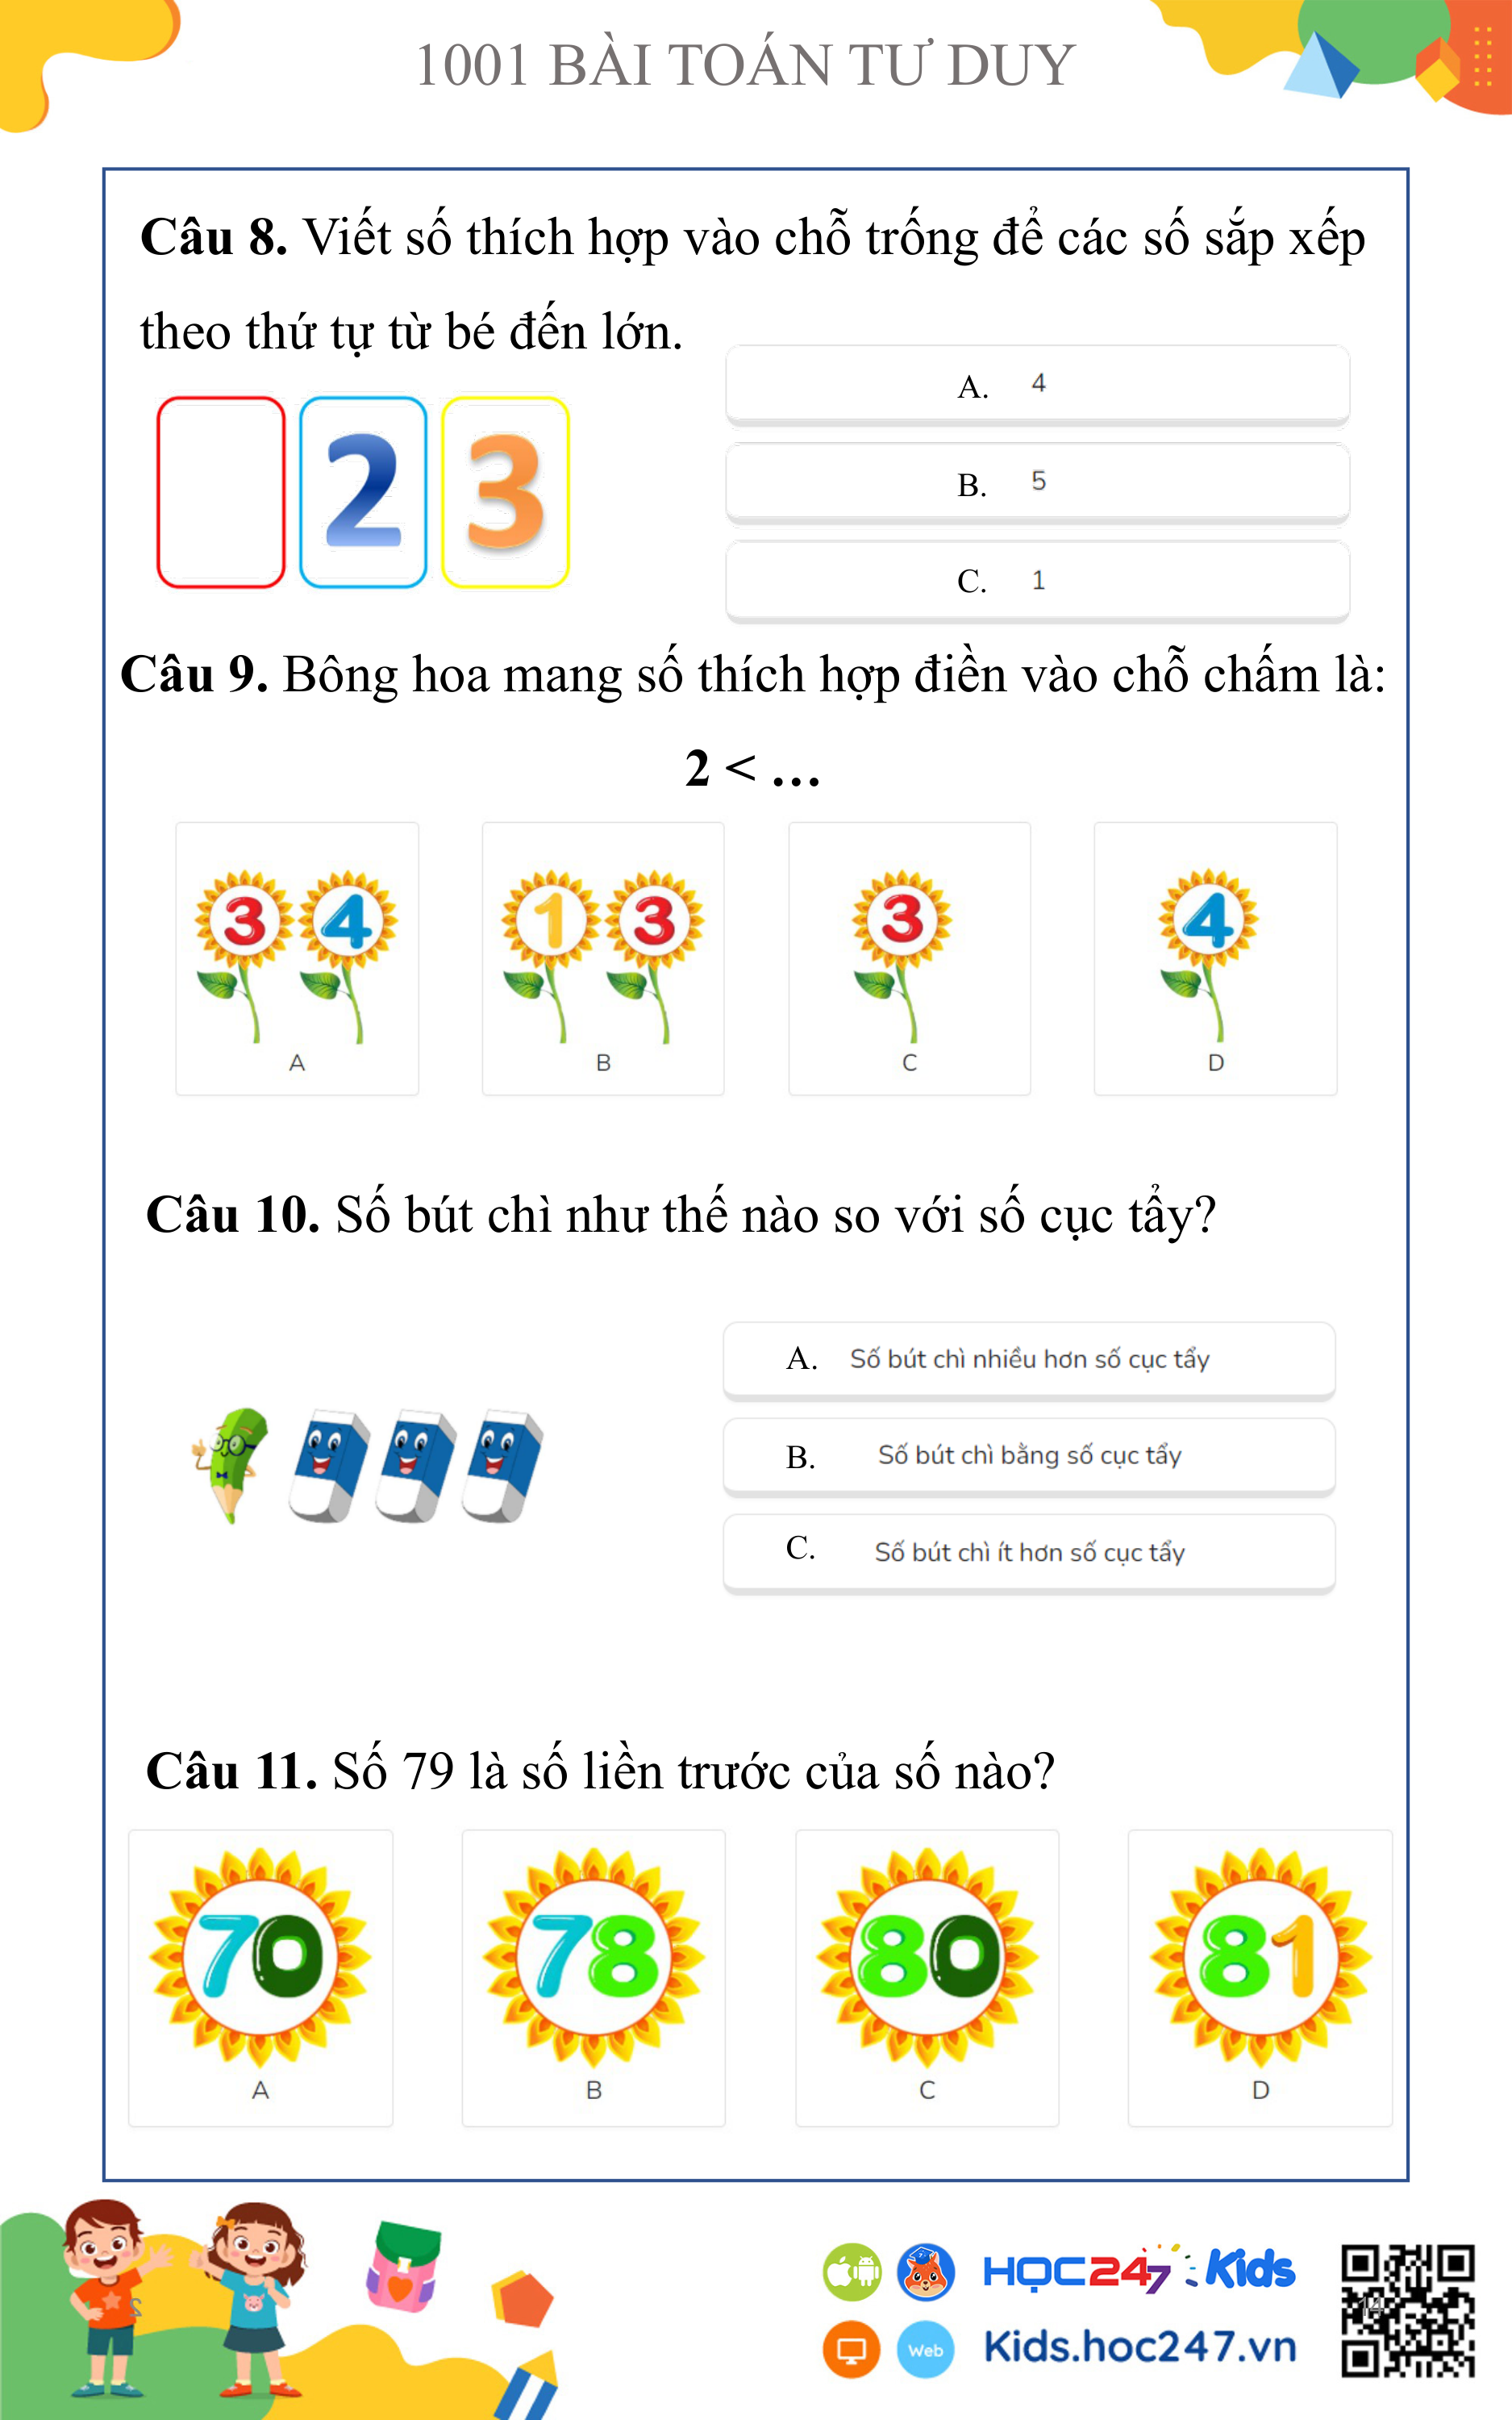 1001 BÀI TOÁN TƯ DUY
Câu 8. Viết số thích hợp vào chỗ trống để các số sắp xếp
theo thứ tự từ bé đến lớn.
2 3
A. 4
B. 5
C. 1
Câu 9. Bông hoa mang số thích hợp điền vào chỗ chấm là:
2 < ...
3 4 1 3 3 4
A B C D
Câu 10. Số bút chì như thế nào so với số cục tẩy?
A. Số bút chì nhiều hơn số cục tẩy
B. Số bút chì bằng số cục tẩy
C. Số bút chì ít hơn số cục tẩy
Câu 11. Số 79 là số liền trước của số nào?
70 78 80 81
A B C D
HỌC247 Kids
14
2
Web
Kids.hoc247.vn